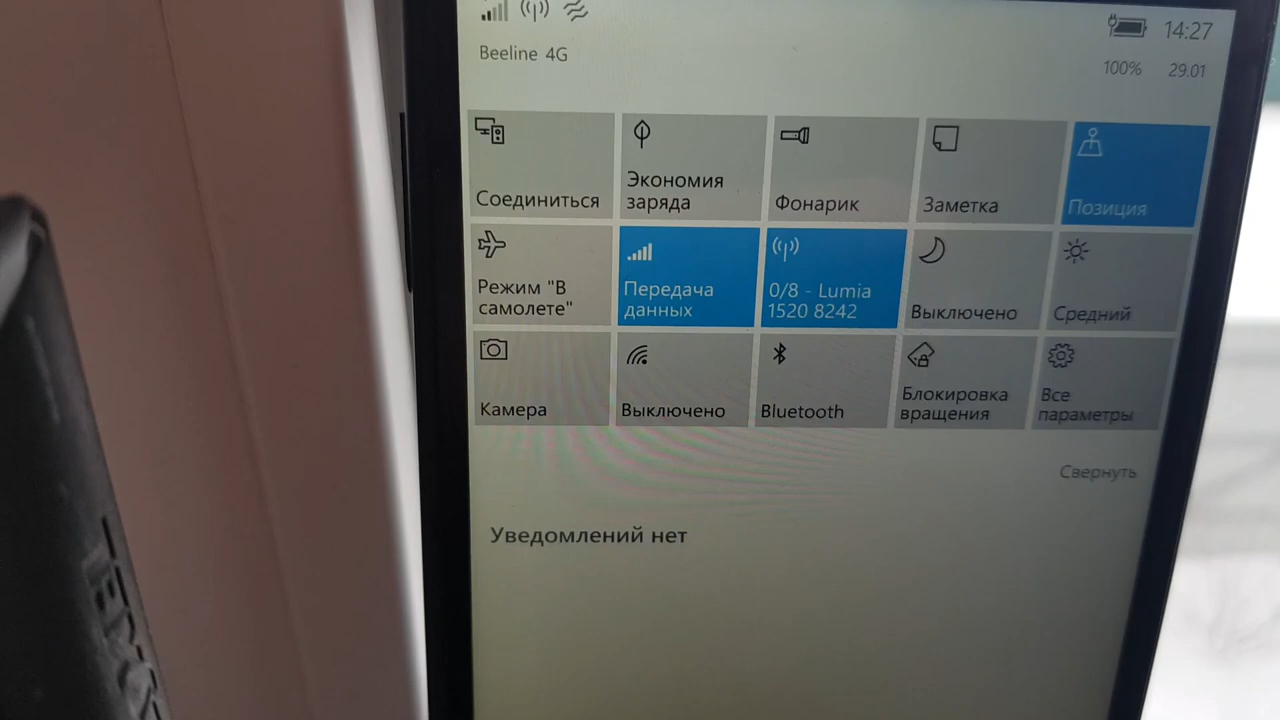 Beeline 4G
14:27
100% 29.01
Соединиться
Экономия
заряда
Фонарик
Заметка
Позиция
Режим "В
самолете"
Передача
данных
0/8 - Lumia
1520 8242
Выключено
Средний
Камера
Выключено
Bluetooth
Блокировка
вращения
Все
параметры
Свернуть
Уведомлений нет